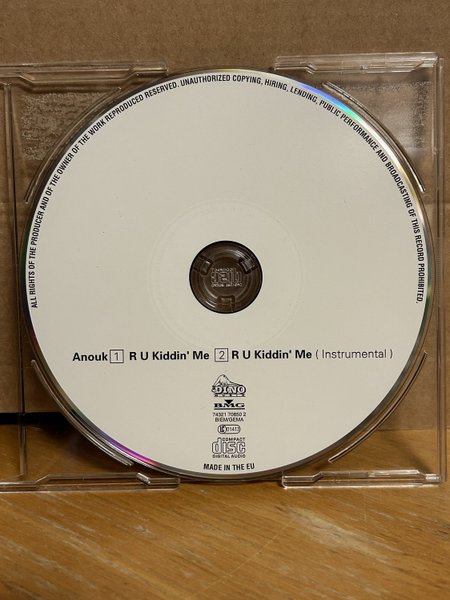 ALL RIGHTS OF THE PRODUCER AND OF THE OWNER OF THE WORK REPRODUCED RESERVED. UNAUTHORIZED COPYING, HIRING, LENDING, PUBLIC PERFORMANCE AND BROADCASTING OF THIS RECORD PROHIBITED.
Anouk 1 R U Kiddin' Me 2 R U Kiddin' Me ( Instrumental )
DINO
BMG
74321 70850 2
BIEM/GEMA
LC 01413
COMPACT
disc
DIGITAL AUDIO
MADE IN THE EU